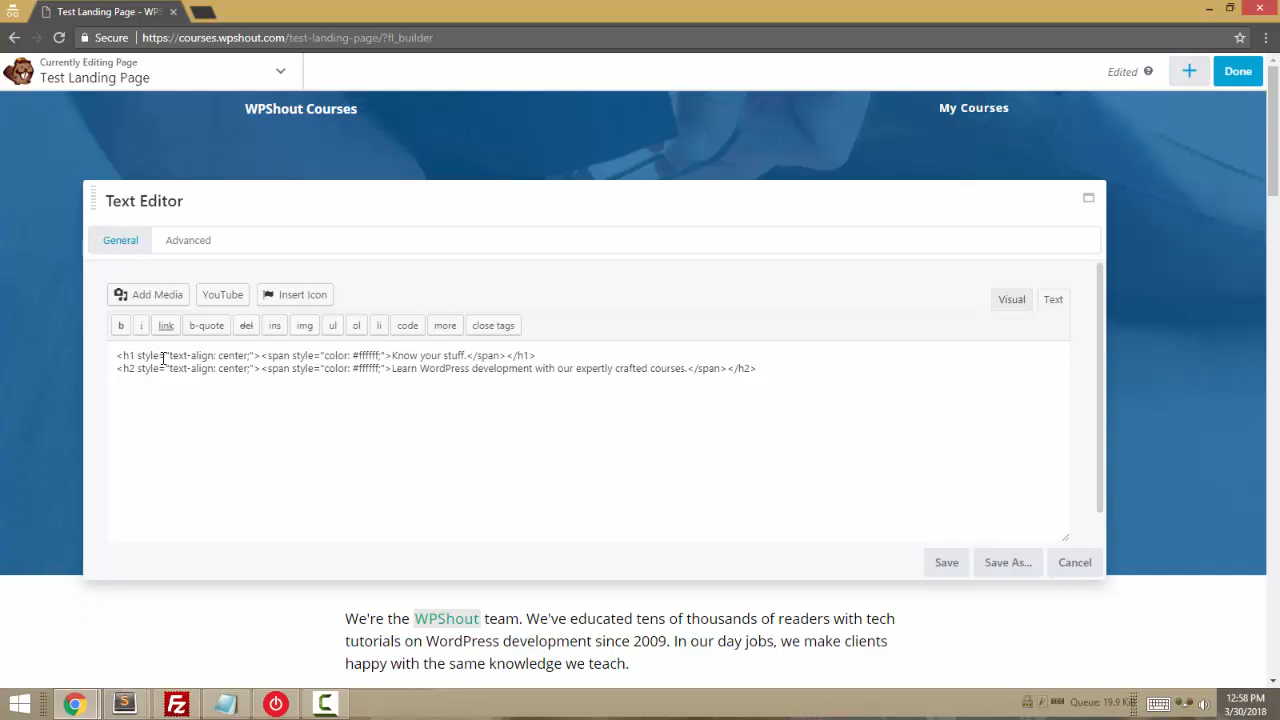 Test Landing Page - WPS
Secure https://courses.wpshout.com/test-landing-page/?fl_builder
Currently Editing Page
Test Landing Page
Edited
Done
WPShout Courses
My Courses
Text Editor
General
Advanced
Add Media
YouTube
Insert Icon
Visual
Text
b
i
link
b-quote
del
ins
img
ul
ol
li
code
more
close tags
<h1 style="text-align: center;"><span style="color: #ffffff;">Know your stuff.</span></h1>
<h2 style="text-align: center;"><span style="color: #ffffff;">Learn WordPress development with our expertly crafted courses.</span></h2>
Save
Save As...
Cancel
We're the WPShout team. We've educated tens of thousands of readers with tech
tutorials on WordPress development since 2009. In our day jobs, we make clients
happy with the same knowledge we teach.
Queue: 19.9
12:58 PM
3/30/2018